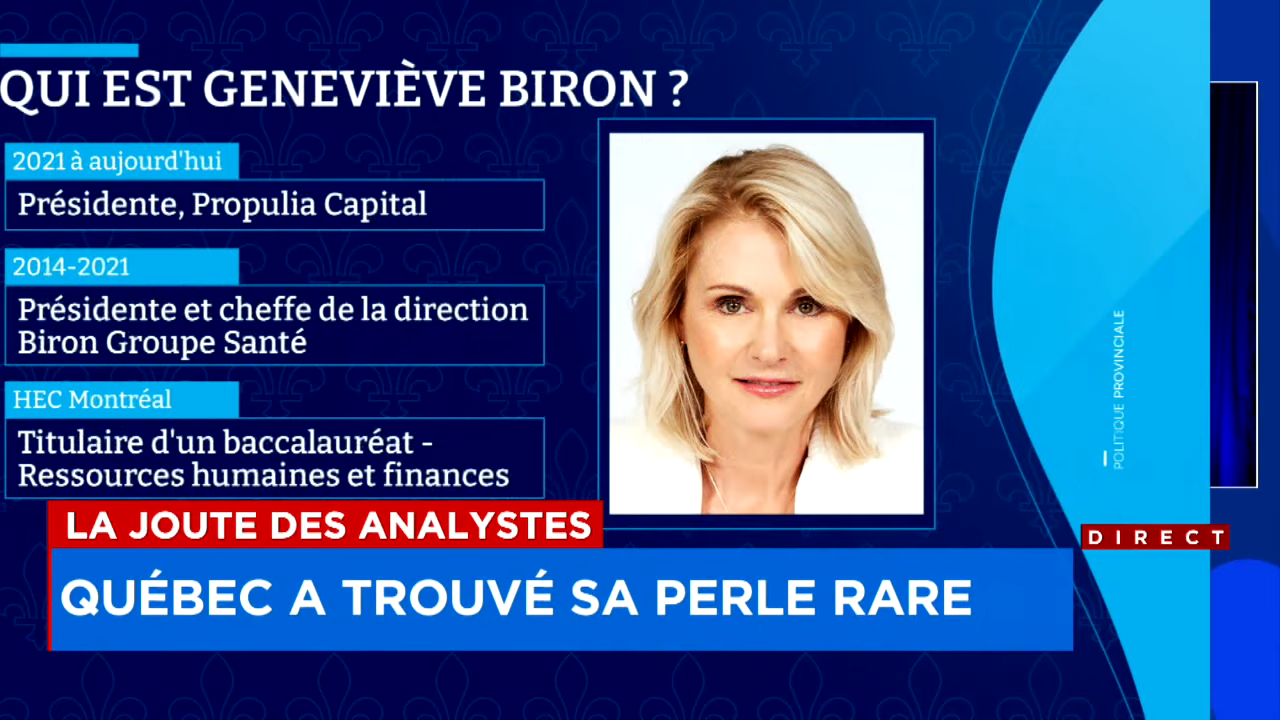 QUI EST GENEVIÈVE BIRON ?
2021 à aujourd'hui
Présidente, Propulia Capital
2014-2021
Présidente et cheffe de la direction
Biron Groupe Santé
HEC Montréal
Titulaire d'un baccalauréat -
Ressources humaines et finances
LA JOUTE DES ANALYSTES
QUÉBEC A TROUVÉ SA PERLE RARE
POLITIQUE PROVINCIALE
DIRECT